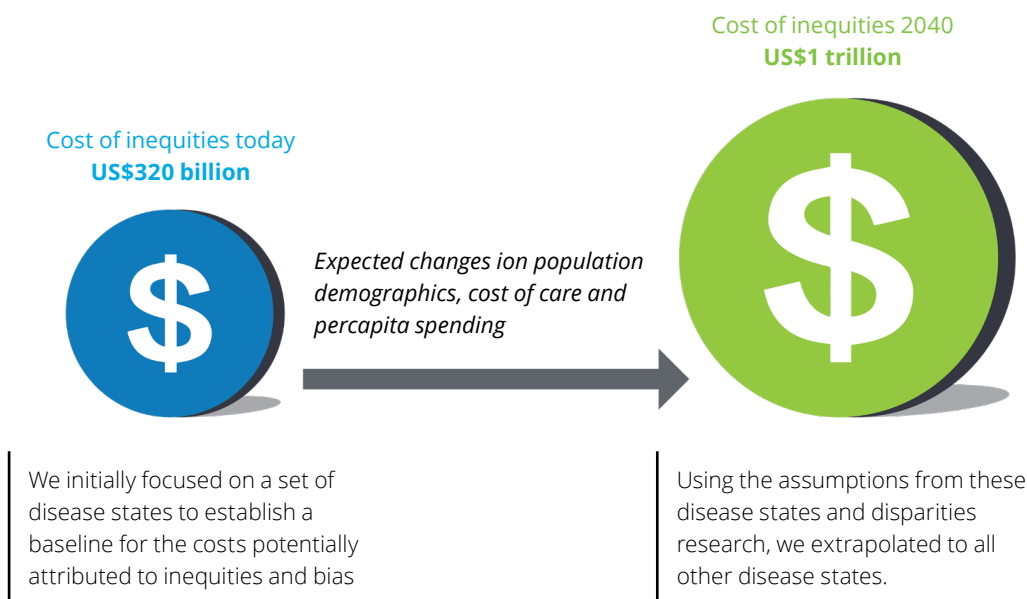 Cost of inequities 2040
US$1 trillion
Cost of inequities today
US$320 billion
$
$
Expected changes ion population
demographics, cost of care and
percapita spending
We initially focused on a set of
disease states to establish a
baseline for the costs potentially
attributed to inequities and bias
Using the assumptions from these
disease states and disparities
research, we extrapolated to all
other disease states.